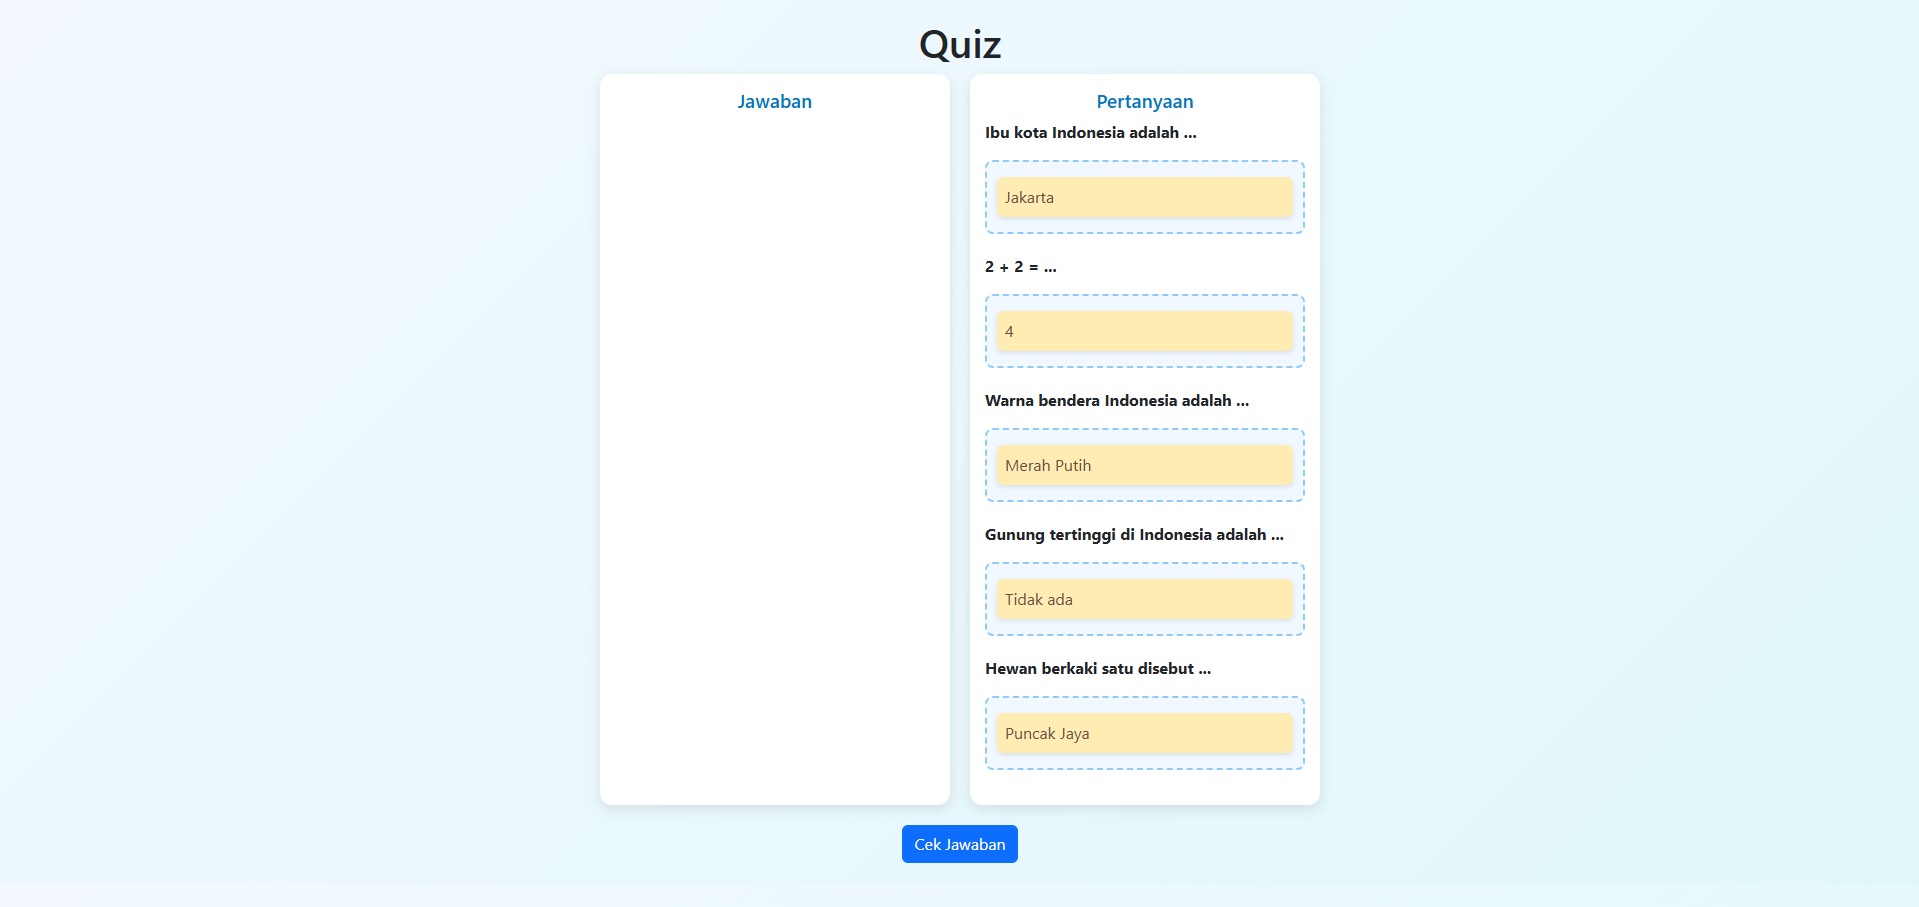 Quiz
Jawaban
Pertanyaan
Ibu kota Indonesia adalah ...
Jakarta
2 + 2 = ...
4
Warna bendera Indonesia adalah ...
Merah Putih
Gunung tertinggi di Indonesia adalah ...
Tidak ada
Hewan berkaki satu disebut ...
Puncak Jaya
Cek Jawaban